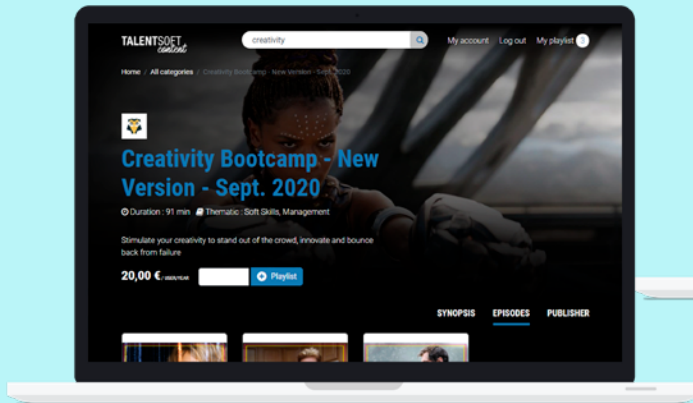 TALENTSOFT
content
creativity
My account
Log out
My playlist
Home / All categories / Creativity Bootcamp - New Version - Sept. 2020
Creativity Bootcamp - New
Version - Sept. 2020
Duration : 91 min Thematic : Soft Skills, Management
Stimulate your creativity to stand out of the crowd, innovate and bounce
back from failure
20,00 € / USER/YEAR
Playlist
SYNOPSIS
EPISODES
PUBLISHER